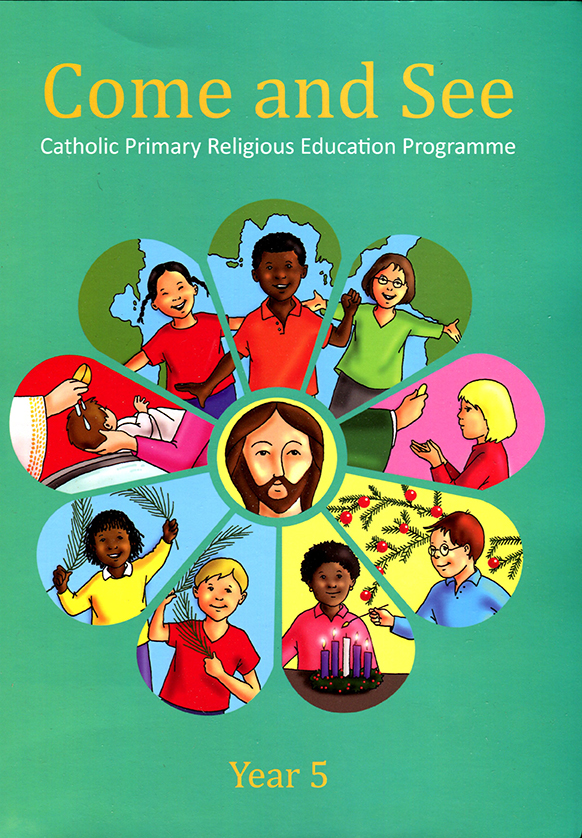 Come and See
Catholic Primary Religious Education Programme
Year 5